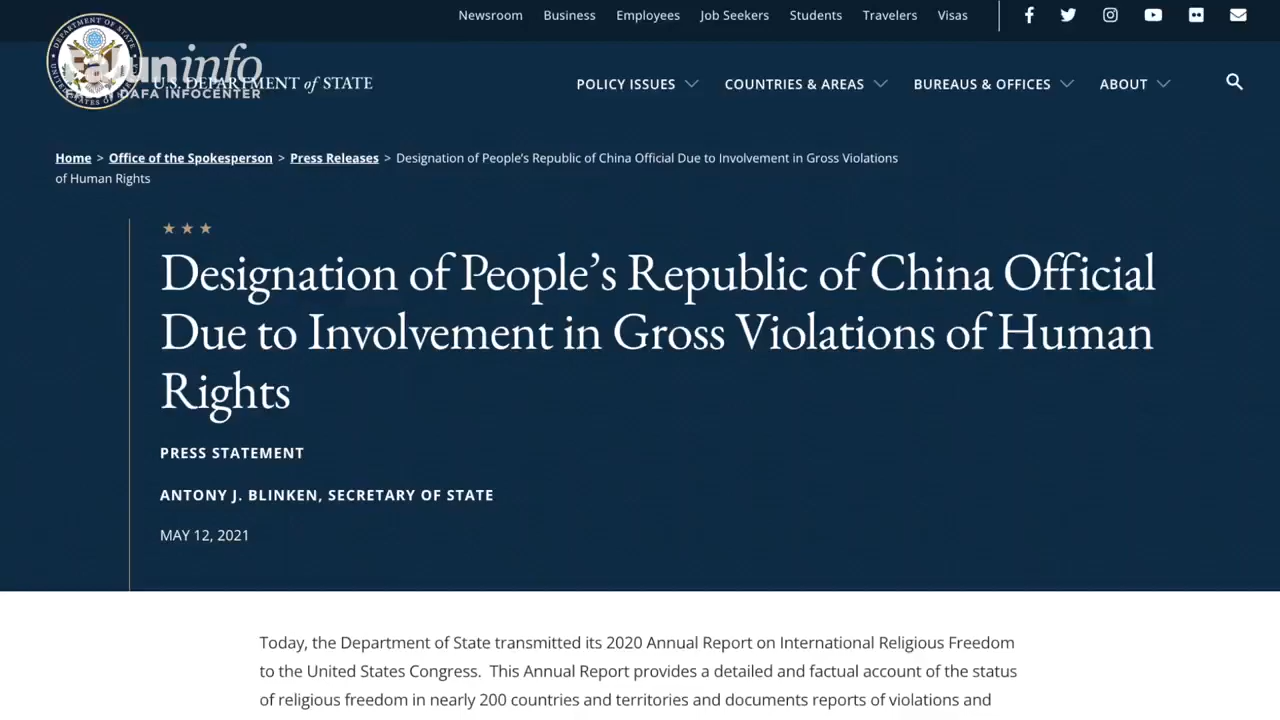 Newsroom Business Employees Job Seekers Students Travelers Visas
info
U.S. DEPARTMENT of STATE
DAFA INFOCENTER
POLICY ISSUES COUNTRIES & AREAS BUREAUS & OFFICES ABOUT
Home > Office of the Spokesperson > Press Releases > Designation of People’s Republic of China Official Due to Involvement in Gross Violations
of Human Rights
Designation of People’s Republic of China Official
Due to Involvement in Gross Violations of Human
Rights
PRESS STATEMENT
ANTONY J. BLINKEN, SECRETARY OF STATE
MAY 12, 2021
Today, the Department of State transmitted its 2020 Annual Report on International Religious Freedom
to the United States Congress.  This Annual Report provides a detailed and factual account of the status
of religious freedom in nearly 200 countries and territories and documents reports of violations and